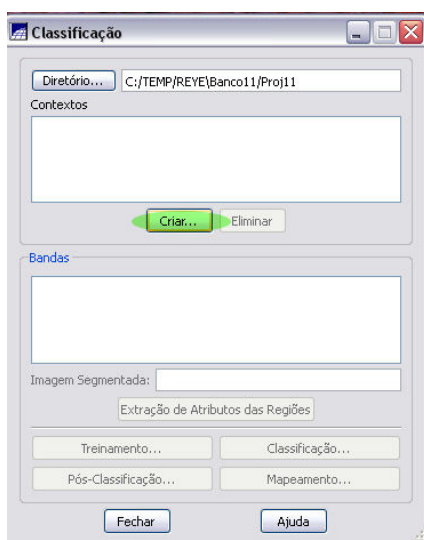 Classificação
Diretório... C:/TEMP/REYE\Banco11/Proj11
Contextos
Criar... Eliminar
Bandas
Imagem Segmentada:
Extração de Atributos das Regiões
Treinamento... Classificação...
Pós-Classificação... Mapeamento...
Fechar Ajuda